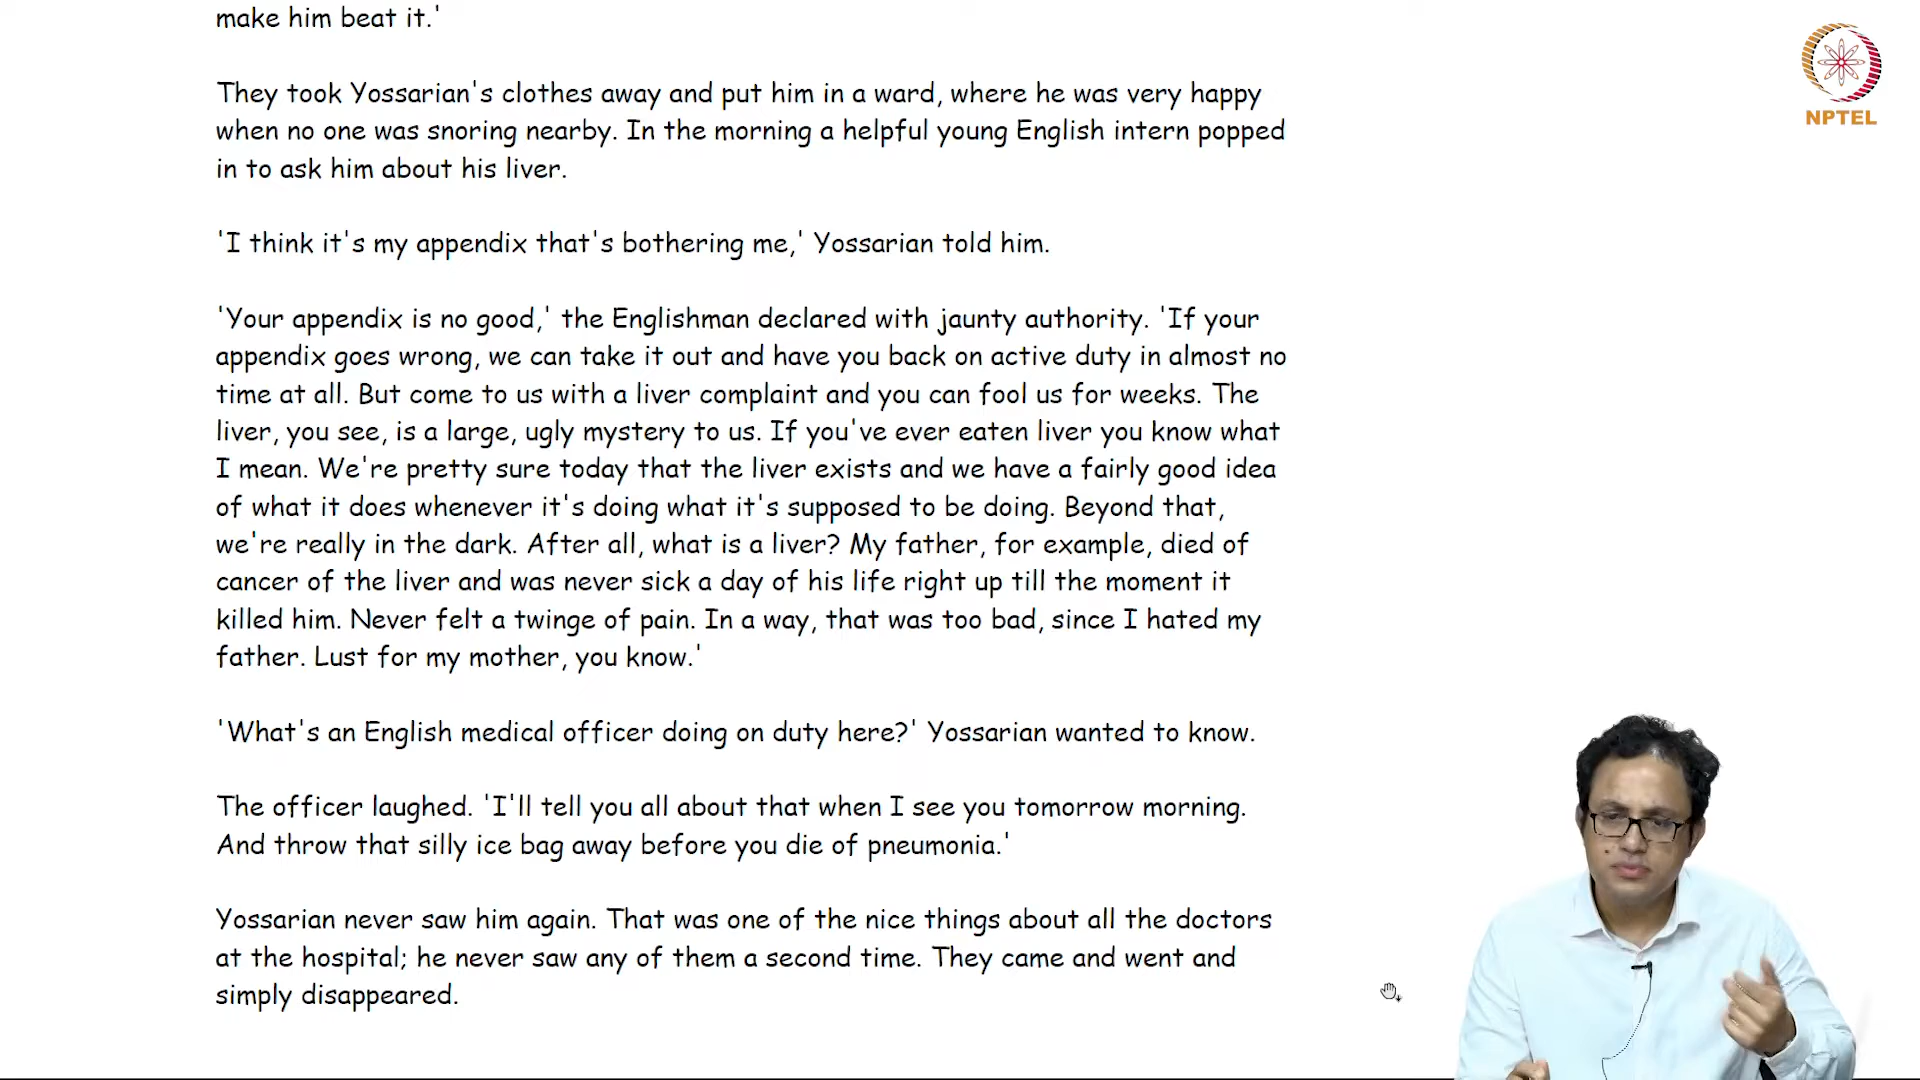 make him beat it.'
They took Yossarian's clothes away and put him in a ward, where he was very happy
when no one was snoring nearby. In the morning a helpful young English intern popped
in to ask him about his liver.
'I think it's my appendix that's bothering me,' Yossarian told him.
'Your appendix is no good,' the Englishman declared with jaunty authority. 'If your
appendix goes wrong, we can take it out and have you back on active duty in almost no
time at all. But come to us with a liver complaint and you can fool us for weeks. The
liver, you see, is a large, ugly mystery to us. If you've ever eaten liver you know what
I mean. We're pretty sure today that the liver exists and we have a fairly good idea
of what it does whenever it's doing what it's supposed to be doing. Beyond that,
we're really in the dark. After all, what is a liver? My father, for example, died of
cancer of the liver and was never sick a day of his life right up till the moment it
killed him. Never felt a twinge of pain. In a way, that was too bad, since I hated my
father. Lust for my mother, you know.'
'What's an English medical officer doing on duty here?' Yossarian wanted to know.
The officer laughed. 'I'll tell you all about that when I see you tomorrow morning.
And throw that silly ice bag away before you die of pneumonia.'
Yossarian never saw him again. That was one of the nice things about all the doctors
at the hospital; he never saw any of them a second time. They came and went and
simply disappeared.
NPTEL